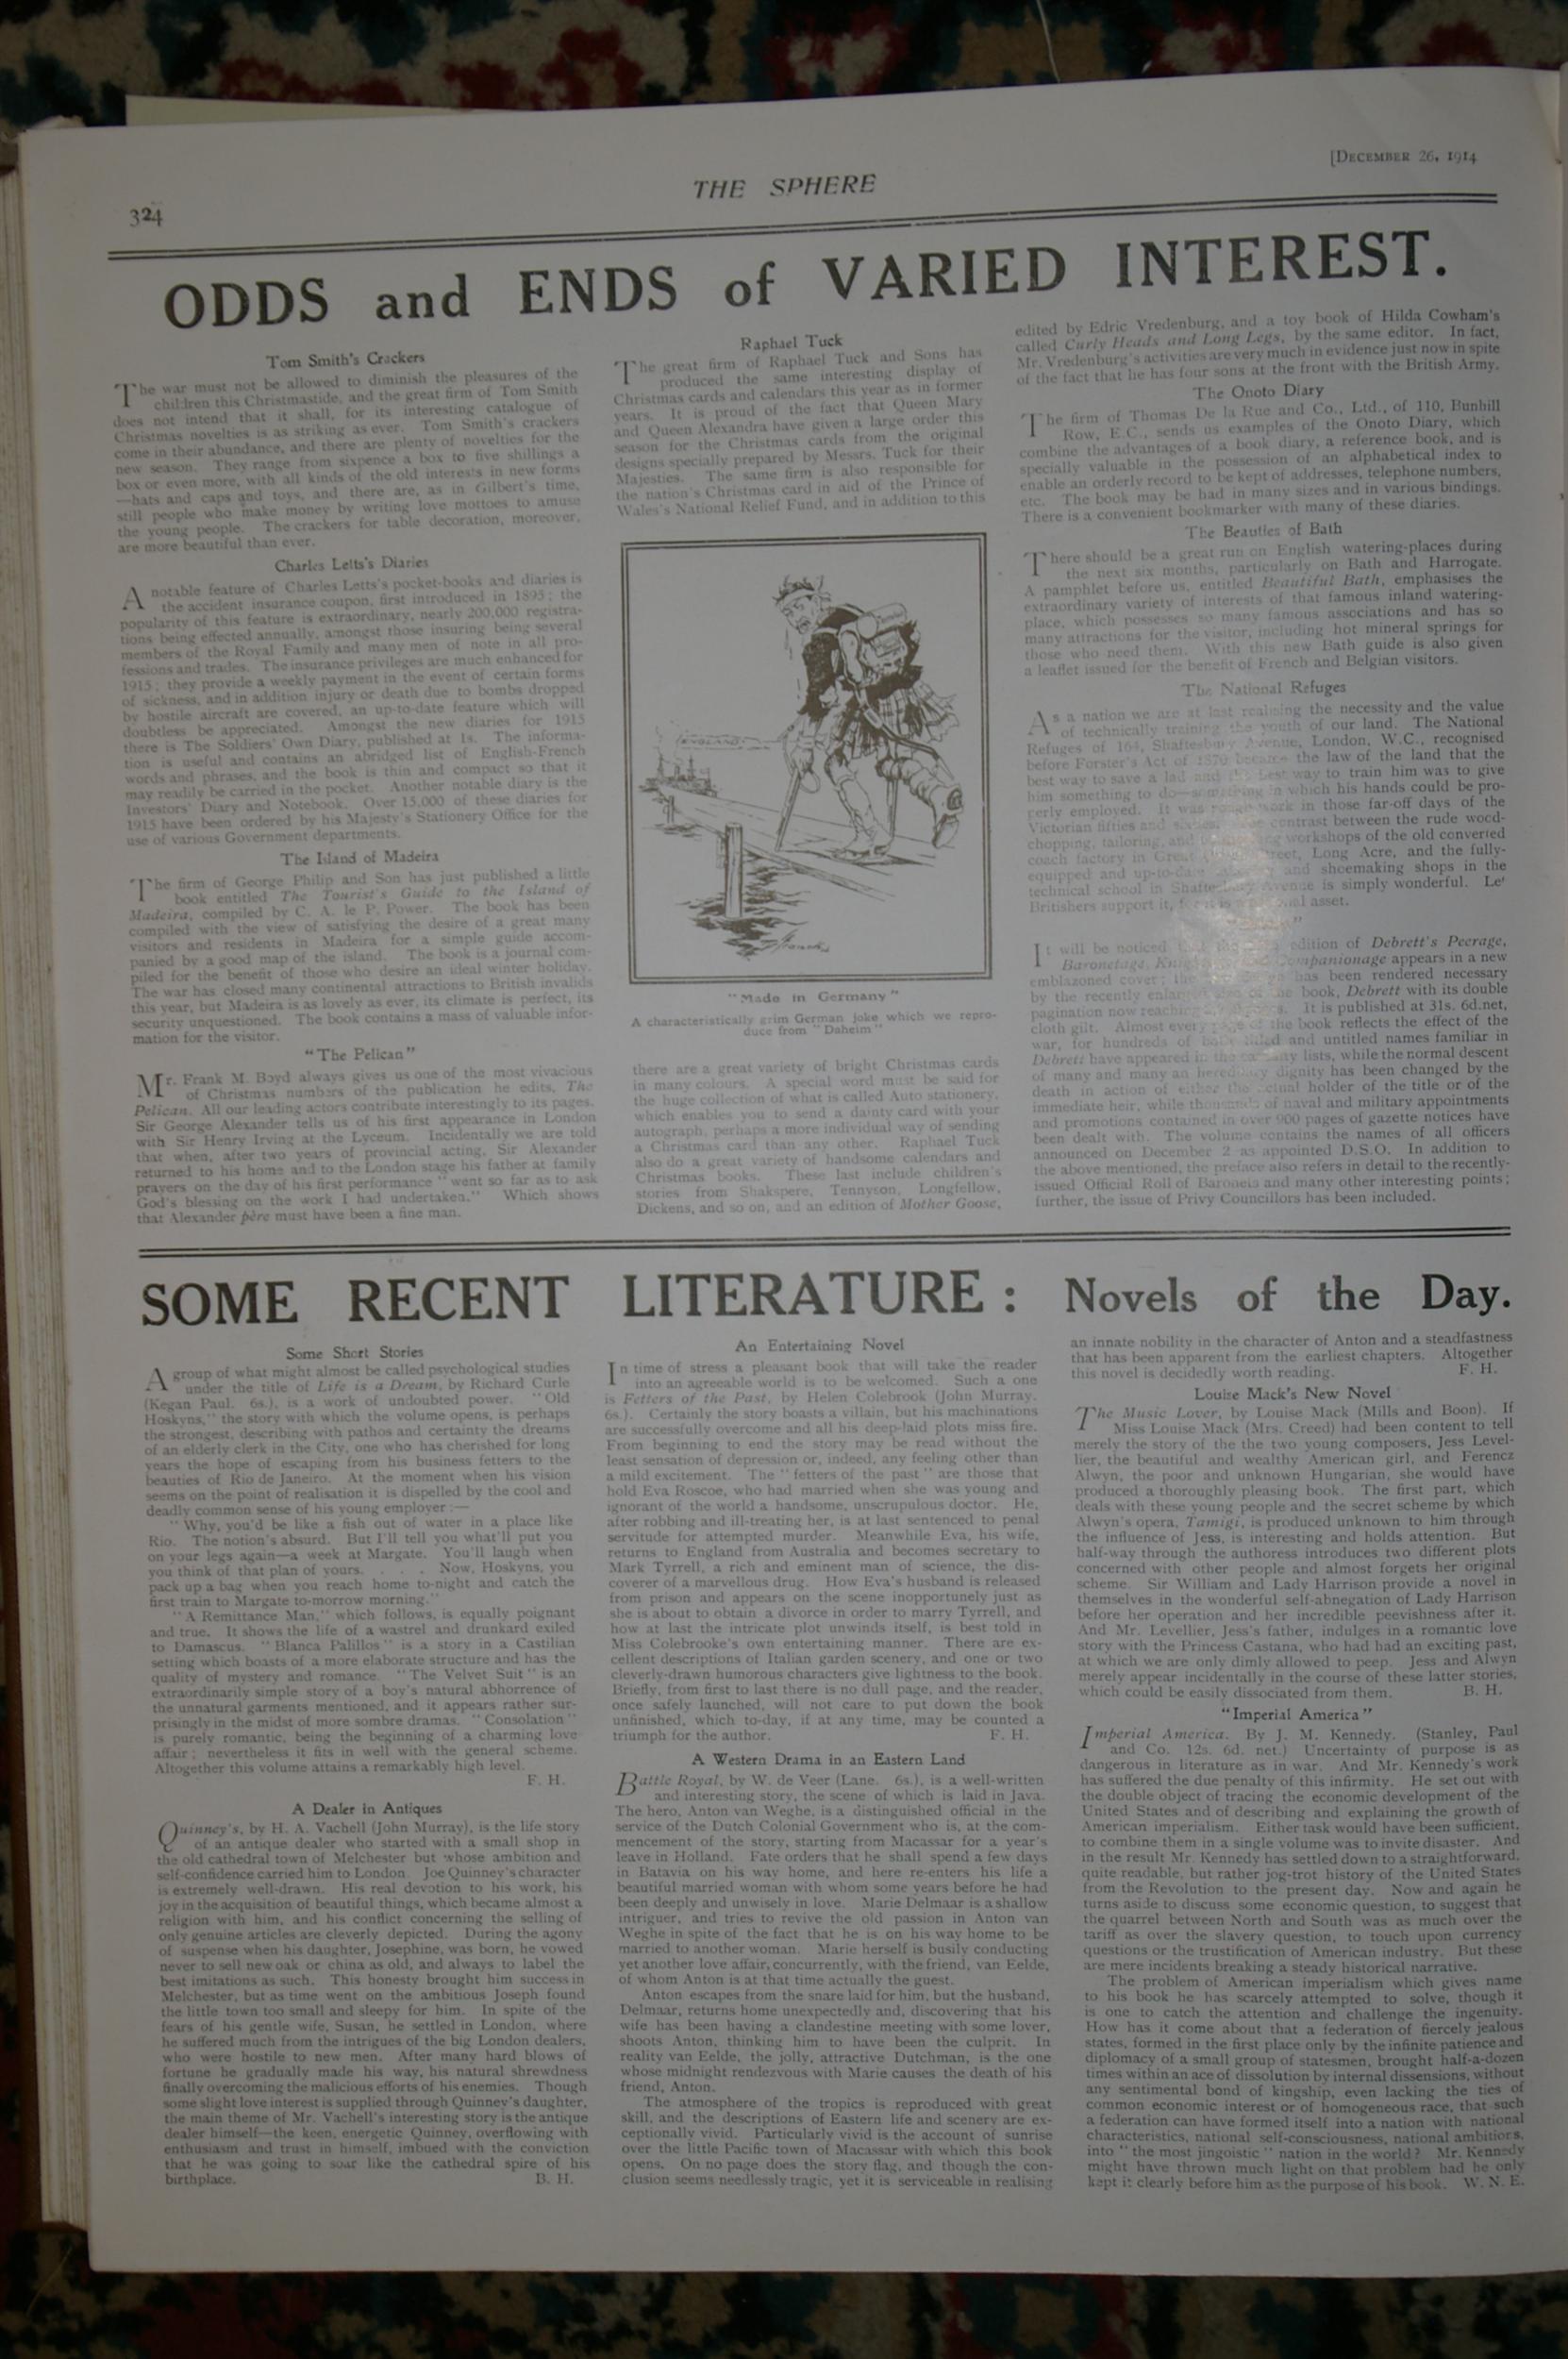 324
THE SPHERE
[DECEMBER 26, 1914
ODDS and ENDS of VARIED INTEREST.
Tom Smith's Crackers
The war must not be allowed to diminish the pleasures of the
children this Christmastide, and the great firm of Tom Smith
does not intend that it shall, for its interesting catalogue of
Christmas novelties is as striking as ever. Tom Smith's crackers
come in their abundance, and there are plenty of novelties for the
new season. They range from sixpence a box to five shillings a
box or even more, with all kinds of the old interests in new forms
—hats and caps and toys, and there are, as in Gilbert's time,
still people who make money by writing love mottoes to amuse
the young people. The crackers for table decoration, moreover,
are more beautiful than ever.
Charles Letts's Diaries
A notable feature of Charles Letts's pocket-books and diaries is
the accident insurance coupon, first introduced in 1895; the
popularity of this feature is extraordinary, nearly 200,000 registra-
tions being effected annually, amongst those insuring being several
members of the Royal Family and many men of note in all pro-
fessions and trades. The insurance privileges are much enhanced for
1915; they provide a weekly payment in the event of certain forms
of sickness, and in addition injury or death due to bombs dropped
by hostile aircraft are covered, an up-to-date feature which will
doubtless be appreciated. Amongst the new diaries for 1915
there is The Soldiers' Own Diary, published at 1s. The informa-
tion is useful and contains an abridged list of English-French
words and phrases, and the book is thin and compact so that it
may readily be carried in the pocket. Another notable diary is the
Investors' Diary and Notebook. Over 15,000 of these diaries for
1915 have been ordered by his Majesty's Stationery Office for the
use of various Government departments.
The Island of Madeira
The firm of George Philip and Son has just published a little
book entitled The Tourist's Guide to the Island of
Madeira, compiled by C. A. le P. Power. The book has been
compiled with the view of satisfying the desire of a great many
visitors and residents in Madeira for a simple guide accom-
panied by a good map of the island. The book is a journal com-
piled for the benefit of those who desire an ideal winter holiday.
The war has closed many continental attractions to British invalids
this year, but Madeira is as lovely as ever, its climate is perfect, its
security unquestioned. The book contains a mass of valuable infor-
mation for the visitor.
"The Pelican"
Mr. Frank M. Boyd always gives us one of the most vivacious
of Christmas numbers of the publication he edits, The
Pelican. All our leading actors contribute interestingly to its pages.
Sir George Alexander tells us of his first appearance in London
with Sir Henry Irving at the Lyceum. Incidentally we are told
that when, after two years of provincial acting, Sir Alexander
returned to his home and to the London stage his father at family
prayers on the day of his first performance "went so far as to ask
God's blessing on the work I had undertaken." Which shows
that Alexander père must have been a fine man.
Raphael Tuck
The great firm of Raphael Tuck and Sons has
produced the same interesting display of
Christmas cards and calendars this year as in former
years. It is proud of the fact that Queen Mary
and Queen Alexandra have given a large order this
season for the Christmas cards from the original
designs specially prepared by Messrs. Tuck for their
Majesties. The same firm is also responsible for
the nation's Christmas card in aid of the Prince of
Wales's National Relief Fund, and in addition to this
ENGLAND
"Made in Germany"
A characteristically grim German joke which we repro-
duce from "Daheim"
there are a great variety of bright Christmas cards
in many colours. A special word must be said for
the huge collection of what is called Auto stationery,
which enables you to send a dainty card with your
autograph, perhaps a more individual way of sending
a Christmas card than any other. Raphael Tuck
also do a great variety of handsome calendars and
Christmas books. These last include children's
stories from Shakspere, Tennyson, Longfellow,
Dickens, and so on, and an edition of Mother Goose,
edited by Edric Vredenburg, and a toy book of Hilda Cowham's
called Curly Heads and Long Legs, by the same editor. In fact,
Mr. Vredenburg's activities are very much in evidence just now in spite
of the fact that he has four sons at the front with the British Army.
The Onoto Diary
The firm of Thomas De la Rue and Co., Ltd., of 110, Bunhill
Row, E.C., sends us examples of the Onoto Diary, which
combine the advantages of a book diary, a reference book, and is
specially valuable in the possession of an alphabetical index to
enable an orderly record to be kept of addresses, telephone numbers,
etc. The book may be had in many sizes and in various bindings.
There is a convenient bookmarker with many of these diaries.
The Beauties of Bath
There should be a great run on English watering-places during
the next six months, particularly on Bath and Harrogate.
A pamphlet before us, entitled Beautiful Bath, emphasises the
extraordinary variety of interests of that famous inland watering-
place, which possesses so many famous associations and has so
many attractions for the visitor, including hot mineral springs for
those who need them. With this new Bath guide is also given
a leaflet issued for the benefit of French and Belgian visitors.
The National Refuges
As a nation we are at last realising the necessity and the value
of technically training the youth of our land. The National
Refuges of 164, Shaftesbury Avenue, London, W.C., recognised
before Forster's Act of 1870 became the law of the land that the
best way to save a lad and the best way to train him was to give
him something to do—something in which his hands could be pro-
perly employed. It was rough work in those far-off days of the
Victorian fifties and sixties. contrast between the rude wood-
chopping, tailoring, and workshops of the old converted
coach factory in Great Street, Long Acre, and the fully-
equipped and up-to-date and shoemaking shops in the
technical school in Shaftesbury Avenue is simply wonderful. Let
Britishers support it, for it is a national asset.
It will be noticed that the edition of Debrett's Peerage,
Baronetage, Companionage appears in a new
emblazoned cover; the has been rendered necessary
by the recently enlarged size of the book, Debrett with its double
pagination now reaching pages. It is published at 31s. 6d. net,
cloth gilt. Almost every page of the book reflects the effect of the
war, for hundreds of both titled and untitled names familiar in
Debrett have appeared in the casualty lists, while the normal descent
of many and many an hereditary dignity has been changed by the
death in action of either the actual holder of the title or of the
immediate heir, while thousands of naval and military appointments
and promotions contained in over 900 pages of gazette notices have
been dealt with. The volume contains the names of all officers
announced on December 2 as appointed D.S.O. In addition to
the above mentioned, the preface also refers in detail to the recently-
issued Official Roll of Baronets and many other interesting points;
further, the issue of Privy Councillors has been included.
SOME RECENT LITERATURE: Novels of the Day.
Some Short Stories
A group of what might almost be called psychological studies
under the title of Life is a Dream, by Richard Curle
(Kegan Paul. 6s.), is a work of undoubted power. "Old
Hoskyns," the story with which the volume opens, is perhaps
the strongest, describing with pathos and certainty the dreams
of an elderly clerk in the City, one who has cherished for long
years the hope of escaping from his business fetters to the
beauties of Rio de Janeiro. At the moment when his vision
seems on the point of realisation it is dispelled by the cool and
deadly common sense of his young employer:—
"Why, you'd be like a fish out of water in a place like
Rio. The notion's absurd. But I'll tell you what'll put you
on your legs again—a week at Margate. You'll laugh when
you think of that plan of yours. . . . Now, Hoskyns, you
pack up a bag when you reach home to-night and catch the
first train to Margate to-morrow morning."
"A Remittance Man," which follows, is equally poignant
and true. It shows the life of a wastrel and drunkard exiled
to Damascus. "Blanca Palillos" is a story in a Castilian
setting which boasts of a more elaborate structure and has the
quality of mystery and romance. "The Velvet Suit" is an
extraordinarily simple story of a boy's natural abhorrence of
the unnatural garments mentioned, and it appears rather sur-
prisingly in the midst of more sombre dramas. "Consolation"
is purely romantic, being the beginning of a charming love
affair; nevertheless it fits in well with the general scheme.
Altogether this volume attains a remarkably high level.
F. H.
A Dealer in Antiques
Quinney's, by H. A. Vachell (John Murray), is the life story
of an antique dealer who started with a small shop in
the old cathedral town of Melchester but whose ambition and
self-confidence carried him to London. Joe Quinney's character
is extremely well-drawn. His real devotion to his work, his
joy in the acquisition of beautiful things, which became almost a
religion with him, and his conflict concerning the selling of
only genuine articles are cleverly depicted. During the agony
of suspense when his daughter, Josephine, was born, he vowed
never to sell new oak or china as old, and always to label the
best imitations as such. This honesty brought him success in
Melchester, but as time went on the ambitious Joseph found
the little town too small and sleepy for him. In spite of the
fears of his gentle wife, Susan, he settled in London, where
he suffered much from the intrigues of the big London dealers,
who were hostile to new men. After many hard blows of
fortune he gradually made his way, his natural shrewdness
finally overcoming the malicious efforts of his enemies. Though
some slight love interest is supplied through Quinney's daughter,
the main theme of Mr. Vachell's interesting story is the antique
dealer himself—the keen, energetic Quinney, overflowing with
enthusiasm and trust in himself, imbued with the conviction
that he was going to soar like the cathedral spire of his
birthplace. B. H.
An Entertaining Novel
In time of stress a pleasant book that will take the reader
into an agreeable world is to be welcomed. Such a one
is Fetters of the Past, by Helen Colebrook (John Murray.
6s.). Certainly the story boasts a villain, but his machinations
are successfully overcome and all his deep-laid plots miss fire.
From beginning to end the story may be read without the
least sensation of depression or, indeed, any feeling other than
a mild excitement. The "fetters of the past" are those that
hold Eva Roscoe, who had married when she was young and
ignorant of the world a handsome, unscrupulous doctor. He,
after robbing and ill-treating her, is at last sentenced to penal
servitude for attempted murder. Meanwhile Eva, his wife,
returns to England from Australia and becomes secretary to
Mark Tyrrell, a rich and eminent man of science, the dis-
coverer of a marvellous drug. How Eva's husband is released
from prison and appears on the scene inopportunely just as
she is about to obtain a divorce in order to marry Tyrrell, and
how at last the intricate plot unwinds itself, is best told in
Miss Colebrooke's own entertaining manner. There are ex-
cellent descriptions of Italian garden scenery, and one or two
cleverly-drawn humorous characters give lightness to the book.
Briefly, from first to last there is no dull page, and the reader,
once safely launched, will not care to put down the book
unfinished, which to-day, if at any time, may be counted a
triumph for the author. F. H.
A Western Drama in an Eastern Land
Battle Royal, by W. de Veer (Lane. 6s.), is a well-written
and interesting story, the scene of which is laid in Java.
The hero, Anton van Weghe, is a distinguished official in the
service of the Dutch Colonial Government who is, at the com-
mencement of the story, starting from Macassar for a year's
leave in Holland. Fate orders that he shall spend a few days
in Batavia on his way home, and here re-enters his life a
beautiful married woman with whom some years before he had
been deeply and unwisely in love. Marie Delmaar is a shallow
intriguer, and tries to revive the old passion in Anton van
Weghe in spite of the fact that he is on his way home to be
married to another woman. Marie herself is busily conducting
yet another love affair, concurrently, with the friend, van Eelde,
of whom Anton is at that time actually the guest.
Anton escapes from the snare laid for him, but the husband,
Delmaar, returns home unexpectedly and, discovering that his
wife has been having a clandestine meeting with some lover,
shoots Anton, thinking him to have been the culprit. In
reality van Eelde, the jolly, attractive Dutchman, is the one
whose midnight rendezvous with Marie causes the death of his
friend, Anton.
The atmosphere of the tropics is reproduced with great
skill, and the descriptions of Eastern life and scenery are ex-
ceptionally vivid. Particularly vivid is the account of sunrise
over the little Pacific town of Macassar with which this book
opens. On no page does the story flag, and though the con-
clusion seems needlessly tragic, yet it is serviceable in realising
an innate nobility in the character of Anton and a steadfastness
that has been apparent from the earliest chapters. Altogether
this novel is decidedly worth reading. F. H.
Louise Mack's New Novel
The Music Lover, by Louise Mack (Mills and Boon). If
Miss Louise Mack (Mrs. Creed) had been content to tell
merely the story of the the two young composers, Jess Level-
lier, the beautiful and wealthy American girl, and Ferencz
Alwyn, the poor and unknown Hungarian, she would have
produced a thoroughly pleasing book. The first part, which
deals with these young people and the secret scheme by which
Alwyn's opera, Tamigi, is produced unknown to him through
the influence of Jess, is interesting and holds attention. But
half-way through the authoress introduces two different plots
concerned with other people and almost forgets her original
scheme. Sir William and Lady Harrison provide a novel in
themselves in the wonderful self-abnegation of Lady Harrison
before her operation and her incredible peevishness after it.
And Mr. Levellier, Jess's father, indulges in a romantic love
story with the Princess Castana, who had had an exciting past,
at which we are only dimly allowed to peep. Jess and Alwyn
merely appear incidentally in the course of these latter stories,
which could be easily dissociated from them. B. H.
"Imperial America"
Imperial America. By J. M. Kennedy. (Stanley, Paul
and Co. 12s. 6d. net.) Uncertainty of purpose is as
dangerous in literature as in war. And Mr. Kennedy's work
has suffered the due penalty of this infirmity. He set out with
the double object of tracing the economic development of the
United States and of describing and explaining the growth of
American imperialism. Either task would have been sufficient,
to combine them in a single volume was to invite disaster. And
in the result Mr. Kennedy has settled down to a straightforward,
quite readable, but rather jog-trot history of the United States
from the Revolution to the present day. Now and again he
turns aside to discuss some economic question, to suggest that
the quarrel between North and South was as much over the
tariff as over the slavery question, to touch upon currency
questions or the trustification of American industry. But these
are mere incidents breaking a steady historical narrative.
The problem of American imperialism which gives name
to his book he has scarcely attempted to solve, though it
is one to catch the attention and challenge the ingenuity.
How has it come about that a federation of fiercely jealous
states, formed in the first place only by the infinite patience and
diplomacy of a small group of statesmen, brought half-a-dozen
times within an ace of dissolution by internal dissensions, without
any sentimental bond of kingship, even lacking the ties of
common economic interest or of homogeneous race, that such
a federation can have formed itself into a nation with national
characteristics, national self-consciousness, national ambitions,
into "the most jingoistic" nation in the world? Mr. Kennedy
might have thrown much light on that problem had he only
kept it clearly before him as the purpose of his book. W. N. E.